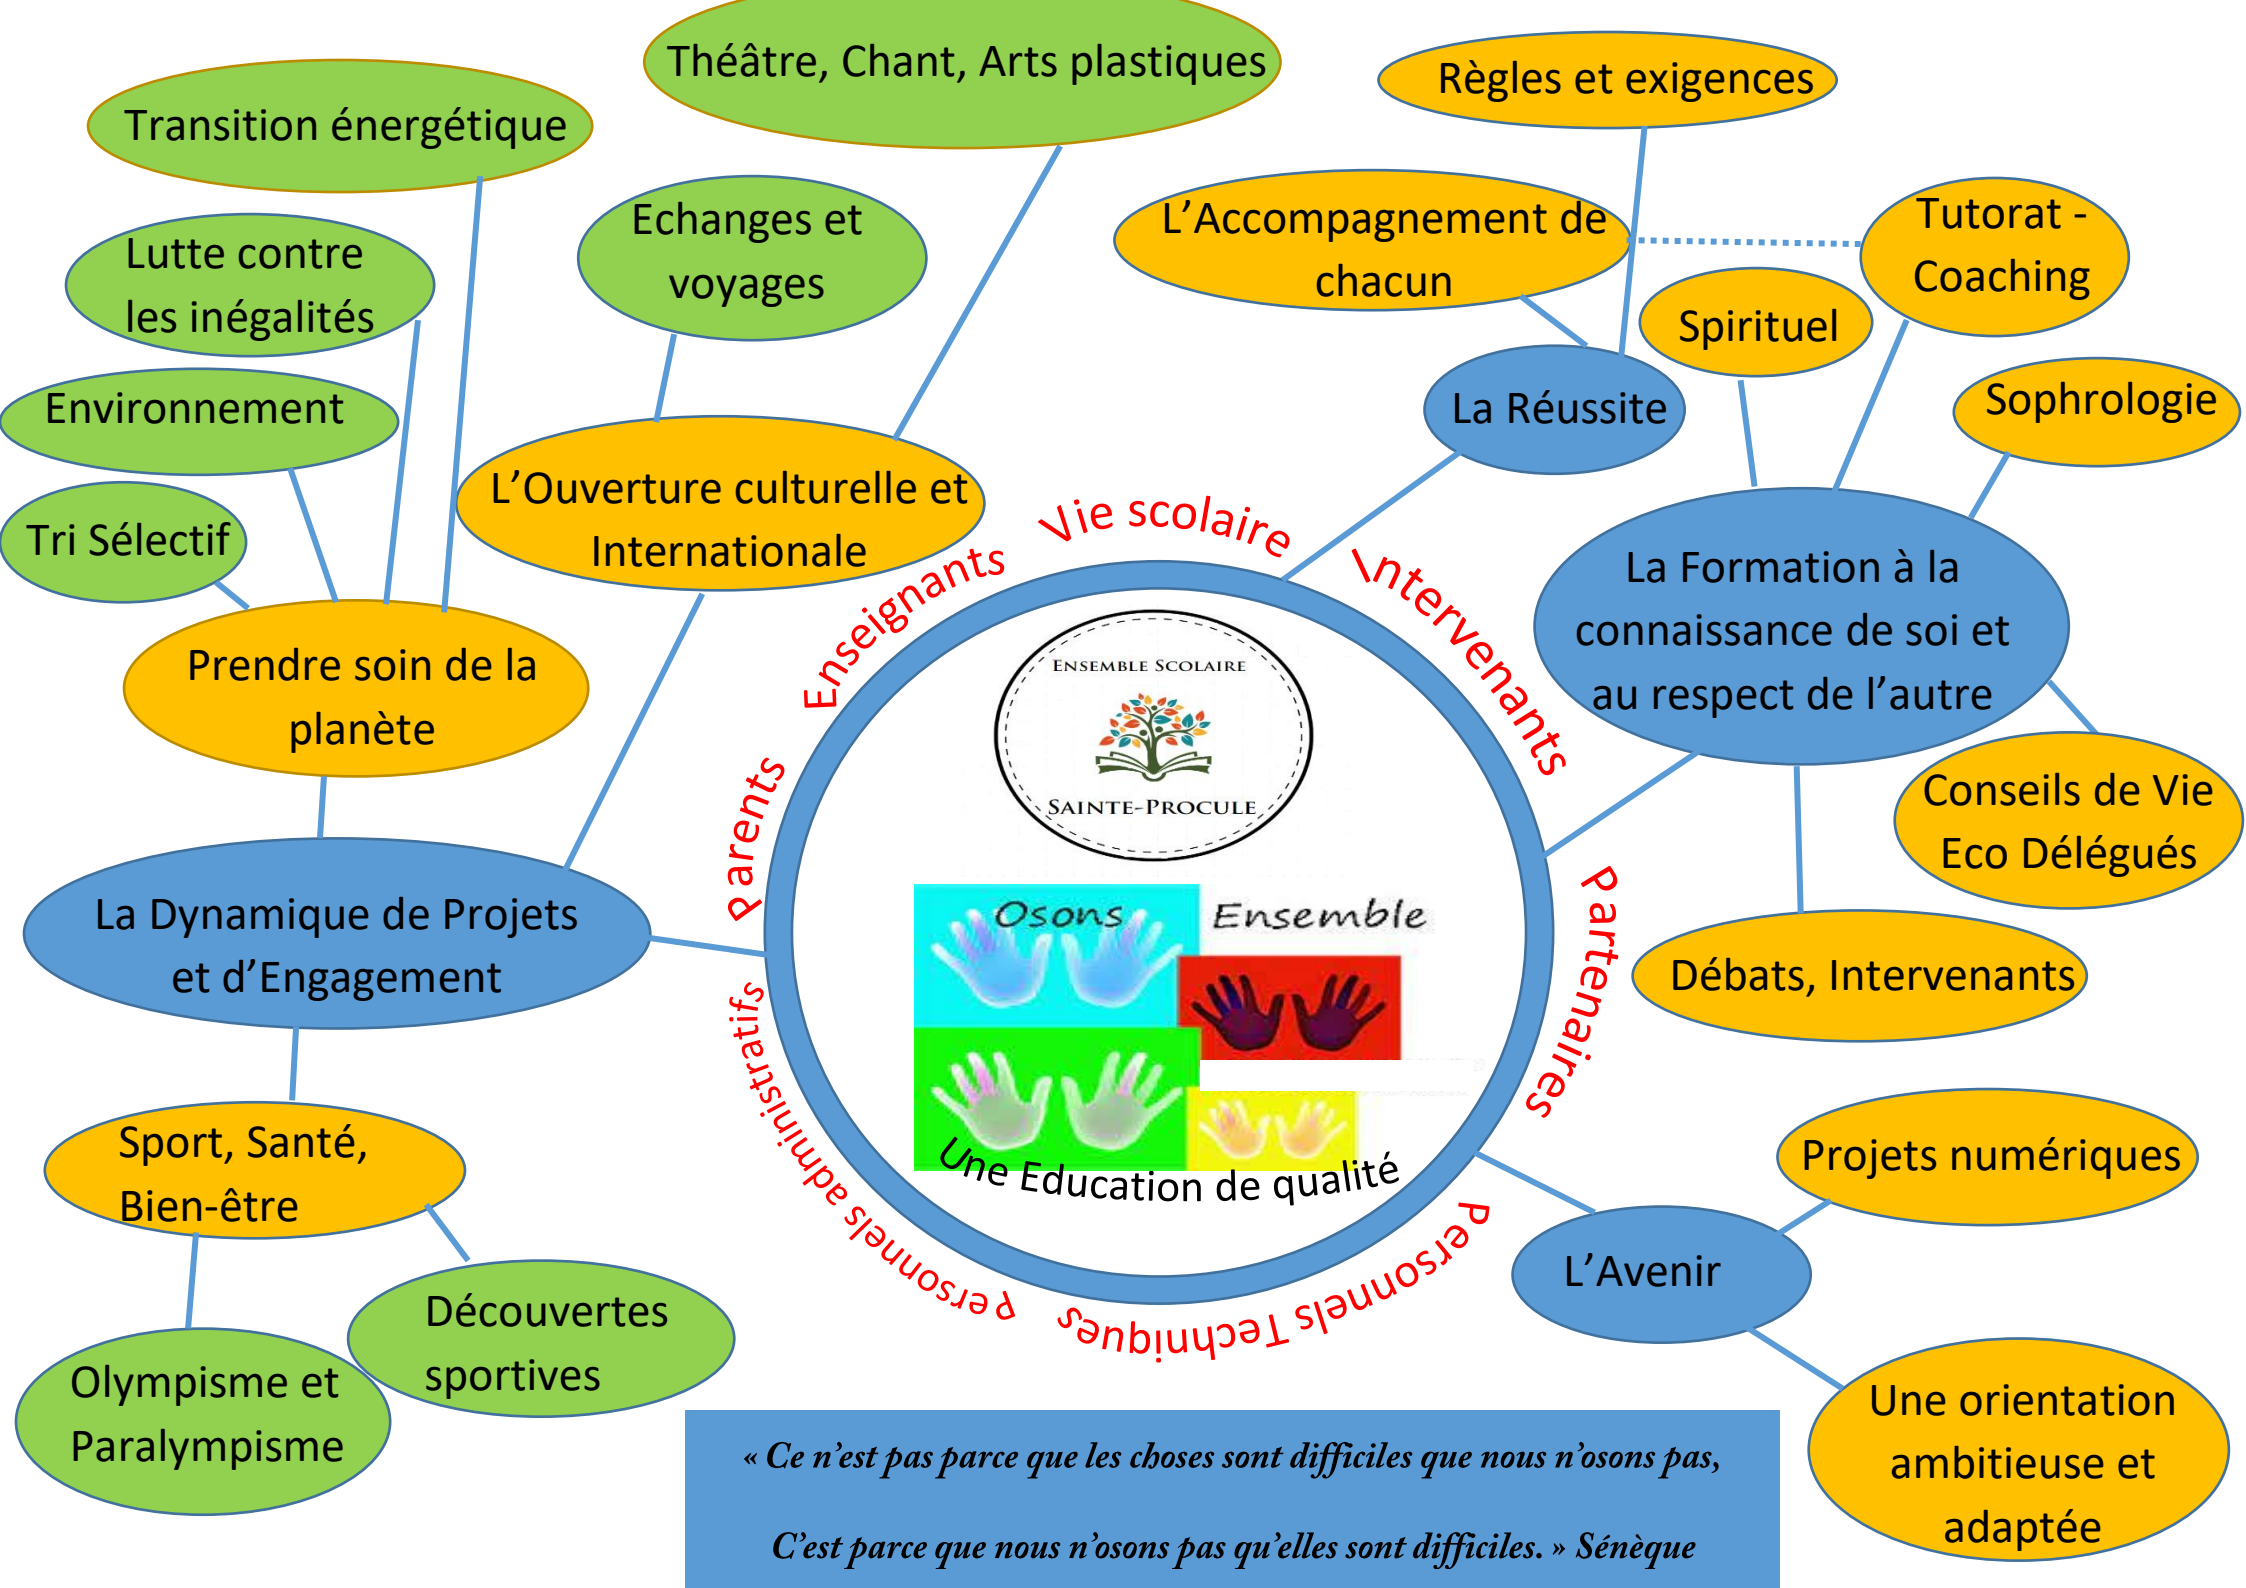 Théâtre, Chant, Arts plastiques
Règles et exigences
Transition énergétique
Echanges et
voyages
L'Accompagnement de
chacun
Tutorat -
Coaching
Lutte contre
les inégalités
Spirituel
Environnement
La Réussite
Sophrologie
Tri Sélectif
L'Ouverture culturelle et
Internationale
La Formation à la
connaissance de soi et
au respect de l'autre
Prendre soin de la
planète
Parents
Enseignants
Vie scolaire
Intervenants
Partenaires
Personnels Techniques
Personnels administratifs
ENSEMBLE SCOLAIRE
SAINTE-PROCULE
Osons Ensemble
Une Education de qualité
Conseils de Vie
Eco Délégués
La Dynamique de Projets
et d'Engagement
Débats, Intervenants
Sport, Santé,
Bien-être
Projets numériques
L'Avenir
Découvertes
sportives
Olympisme et
Paralympisme
Une orientation
ambitieuse et
adaptée
« Ce n'est pas parce que les choses sont difficiles que nous n'osons pas,
C'est parce que nous n'osons pas qu'elles sont difficiles. » Sénèque